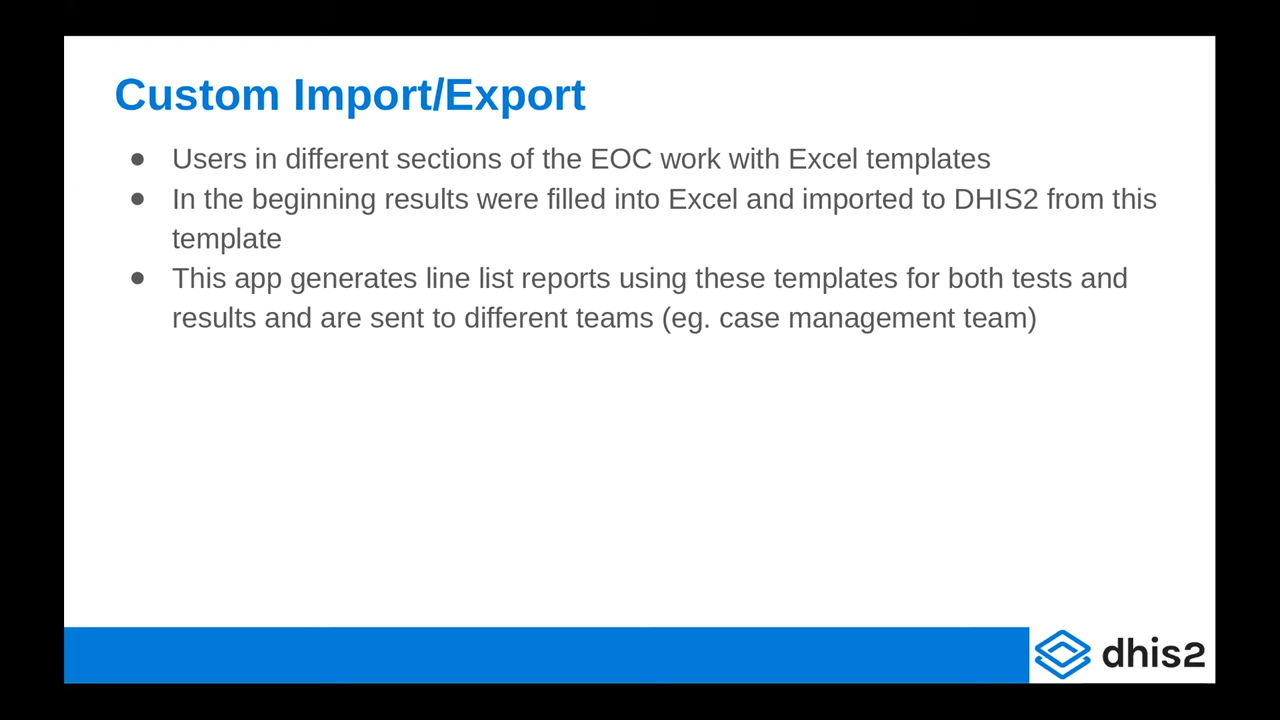 Custom Import/Export
● Users in different sections of the EOC work with Excel templates
● In the beginning results were filled into Excel and imported to DHIS2 from this
template
● This app generates line list reports using these templates for both tests and
results and are sent to different teams (eg. case management team)
dhis2